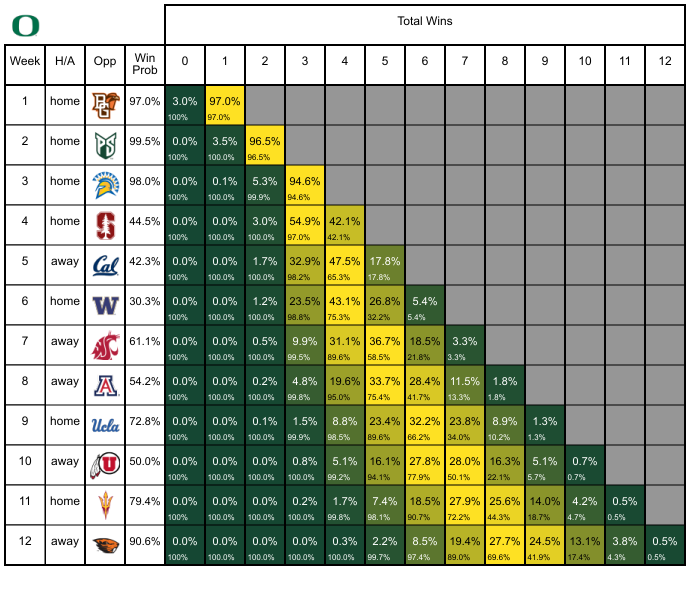 O
Total Wins
Week H/A Opp Win Prob 0 1 2 3 4 5 6 7 8 9 10 11 12
1 home BG 97.0% 3.0% 97.0%
100% 97.0%
2 home PS 99.5% 0.0% 3.5% 96.5%
100% 100.0% 96.5%
3 home 98.0% 0.0% 0.1% 5.3% 94.6%
100% 100.0% 99.9% 94.6%
4 home S 44.5% 0.0% 0.0% 3.0% 54.9% 42.1%
100% 100.0% 100.0% 97.0% 42.1%
5 away Cal 42.3% 0.0% 0.0% 1.7% 32.9% 47.5% 17.8%
100% 100.0% 100.0% 98.2% 65.3% 17.8%
6 home W 30.3% 0.0% 0.0% 1.2% 23.5% 43.1% 26.8% 5.4%
100% 100.0% 100.0% 98.8% 75.3% 32.2% 5.4%
7 away 61.1% 0.0% 0.0% 0.5% 9.9% 31.1% 36.7% 18.5% 3.3%
100% 100.0% 100.0% 99.5% 89.6% 58.5% 21.8% 3.3%
8 away A 54.2% 0.0% 0.0% 0.2% 4.8% 19.6% 33.7% 28.4% 11.5% 1.8%
100% 100.0% 100.0% 99.8% 95.0% 75.4% 41.7% 13.3% 1.8%
9 home Ucla 72.8% 0.0% 0.0% 0.1% 1.5% 8.8% 23.4% 32.2% 23.8% 8.9% 1.3%
100% 100.0% 100.0% 99.9% 98.5% 89.6% 66.2% 34.0% 10.2% 1.3%
10 away U 50.0% 0.0% 0.0% 0.0% 0.8% 5.1% 16.1% 27.8% 28.0% 16.3% 5.1% 0.7%
100% 100.0% 100.0% 100.0% 99.2% 94.1% 77.9% 50.1% 22.1% 5.7% 0.7%
11 home 79.4% 0.0% 0.0% 0.0% 0.2% 1.7% 7.4% 18.5% 27.9% 25.6% 14.0% 4.2% 0.5%
100% 100.0% 100.0% 100.0% 99.8% 98.1% 90.7% 72.2% 44.3% 18.7% 4.7% 0.5%
12 away 90.6% 0.0% 0.0% 0.0% 0.0% 0.3% 2.2% 8.5% 19.4% 27.7% 24.5% 13.1% 3.8% 0.5%
100% 100.0% 100.0% 100.0% 100.0% 99.7% 97.4% 89.0% 69.6% 41.9% 17.4% 4.3% 0.5%